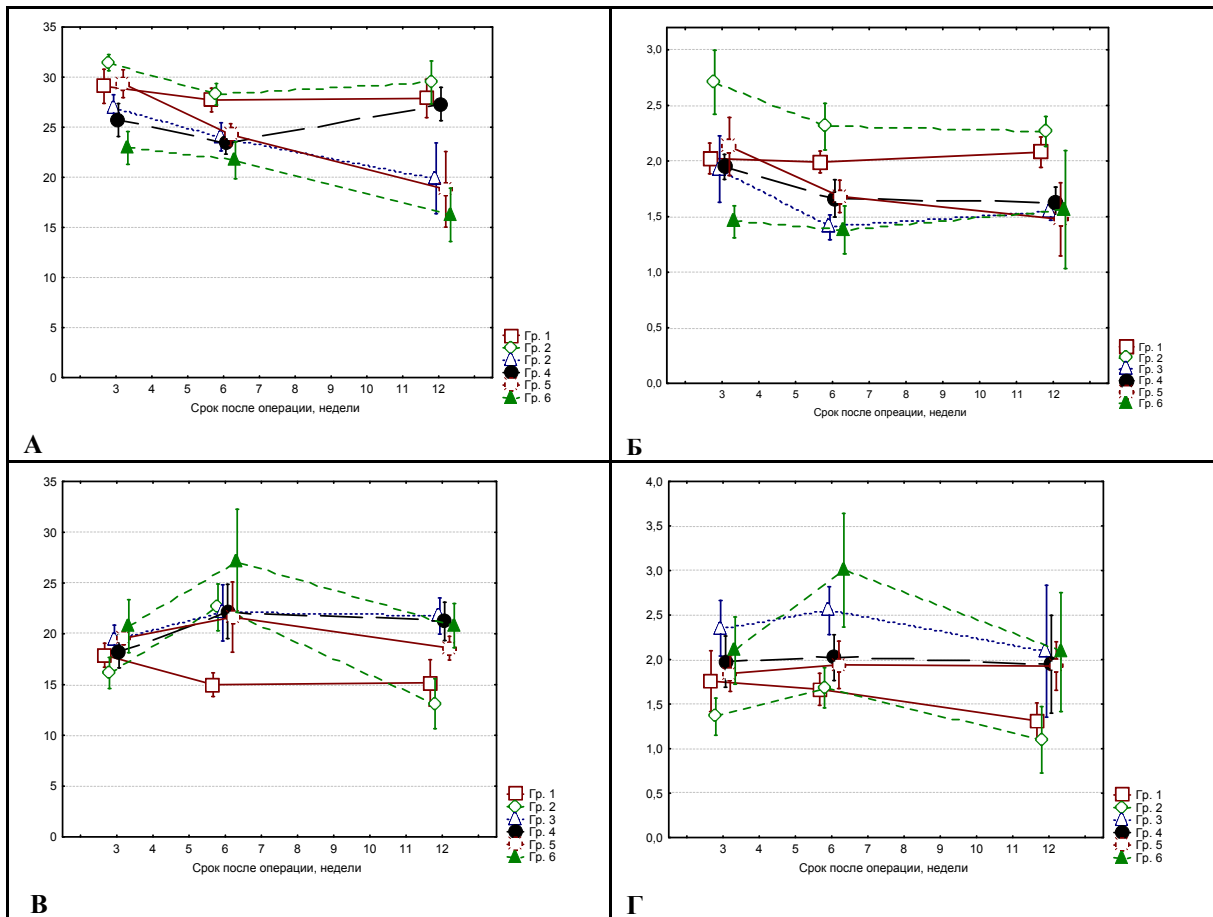 35
30
25
20
15
10
5
0
3 4 5 6 7 8 9 10 11 12
Срок после операции, недели
Гр. 1
Гр. 2
Гр. 2
Гр. 4
Гр. 5
Гр. 6
А
3,0
2,5
2,0
1,5
1,0
0,5
0,0
3 4 5 6 7 8 9 10 11 12
Срок после опреации, недели
Гр. 1
Гр. 2
Гр. 3
Гр. 4
Гр. 5
Гр. 6
Б
35
30
25
20
15
10
5
0
3 4 5 6 7 8 9 10 11 12
Срок после операции, недели
Гр. 1
Гр. 2
Гр. 3
Гр. 4
Гр. 5
Гр. 6
В
4,0
3,5
3,0
2,5
2,0
1,5
1,0
0,5
0,0
3 4 5 6 7 8 9 10 11 12
Срок после операции, недели
Гр. 1
Гр. 2
Гр. 3
Гр. 4
Гр. 5
Гр. 6
Г